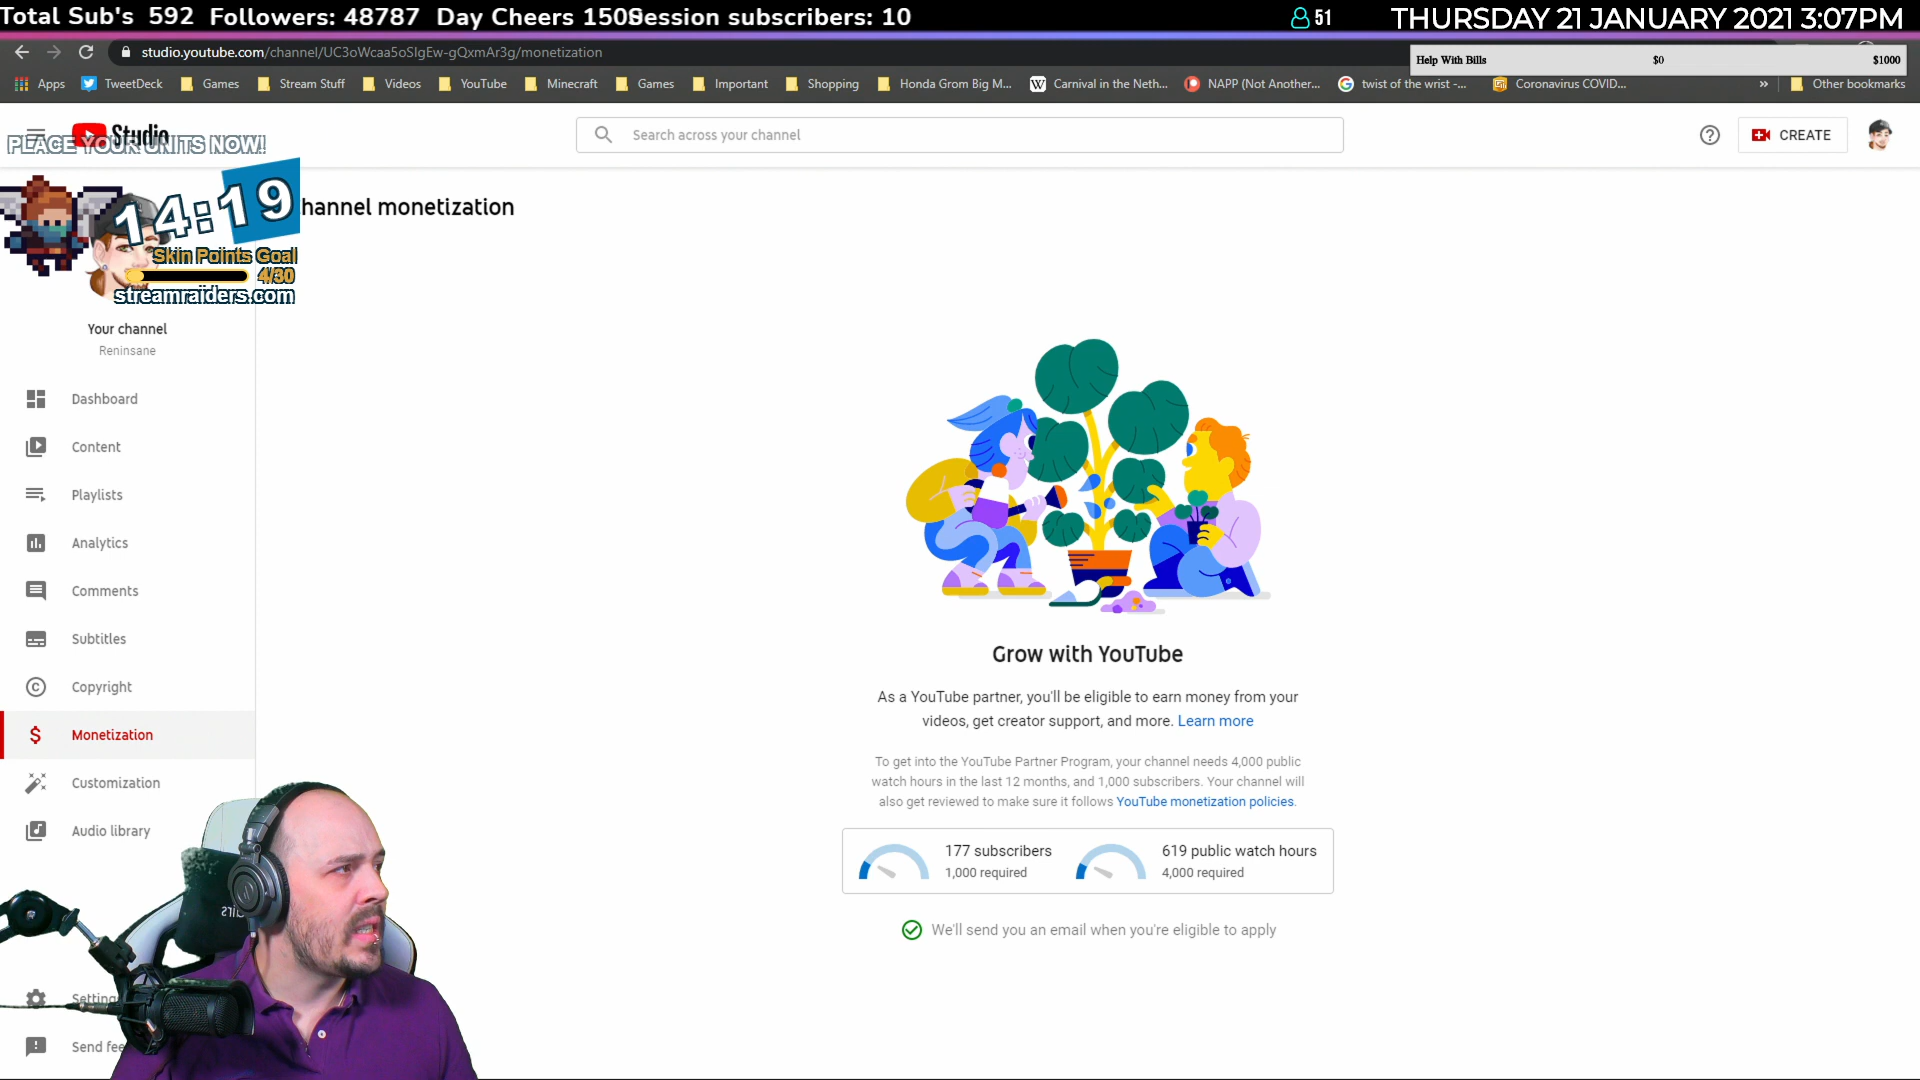 Total Sub's 592 Followers: 48787 Day Cheers 1500 Session subscribers: 10
51
THURSDAY 21 JANUARY 2021 3:07PM
studio.youtube.com/channel/UC3oWcaa5oSIgEw-gQxmAr3g/monetization
Help With Bills $0 $1000
Apps TweetDeck Games Stream Stuff Videos YouTube Minecraft Games Important Shopping Honda Grom Big M... Carnival in the Neth... NAPP (Not Another... twist of the wrist -... Coronavirus COVID... » Other bookmarks
Studio
PLACE YOUR UNITS NOW!
Search across your channel
CREATE
14:19
Skin Points Goal
4/30
streamraiders.com
hannel monetization
Your channel
Reninsane
Dashboard
Content
Playlists
Analytics
Comments
Subtitles
Copyright
Monetization
Customization
Audio library
Setting
Send fee
Grow with YouTube
As a YouTube partner, you'll be eligible to earn money from your
videos, get creator support, and more. Learn more
To get into the YouTube Partner Program, your channel needs 4,000 public
watch hours in the last 12 months, and 1,000 subscribers. Your channel will
also get reviewed to make sure it follows YouTube monetization policies.
177 subscribers
1,000 required
619 public watch hours
4,000 required
We'll send you an email when you're eligible to apply